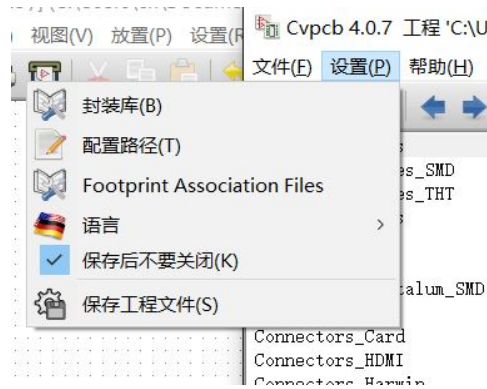 视图(V) 放置(P) 设置(
Cvpcb 4.0.7 工程 'C:\U
文件(F) 设置(P) 帮助(H)
封装库(B)
配置路径(T)
Footprint Association Files
语言
保存后不要关闭(K)
保存工程文件(S)
es_SMD
es_THT
talum_SMD
Connectors_Card
Connectors_HDMI
Connectors_Harwin